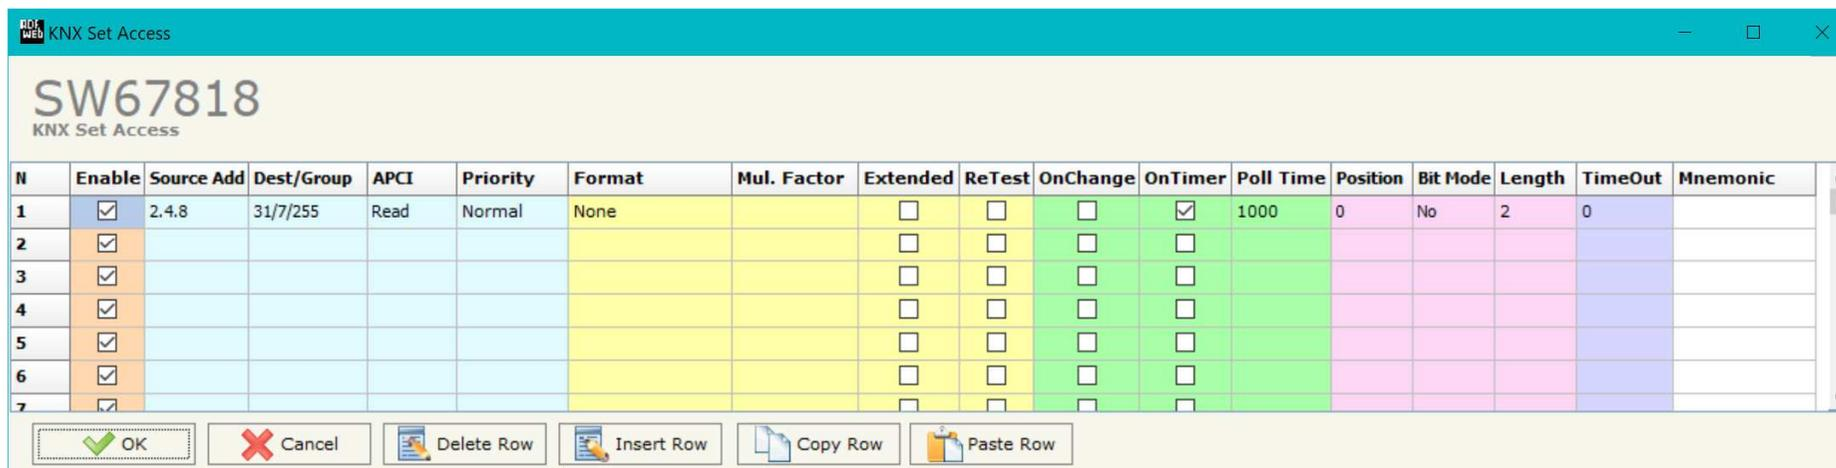 ADF WEB KNX Set Access
SW67818
KNX Set Access
N Enable Source Add Dest/Group APCI Priority Format Mul. Factor Extended ReTest OnChange OnTimer Poll Time Position Bit Mode Length TimeOut Mnemonic
1 2.4.8 31/7/255 Read Normal None 1000 0 No 2 0
2
3
4
5
6
7
OK Cancel Delete Row Insert Row Copy Row Paste Row